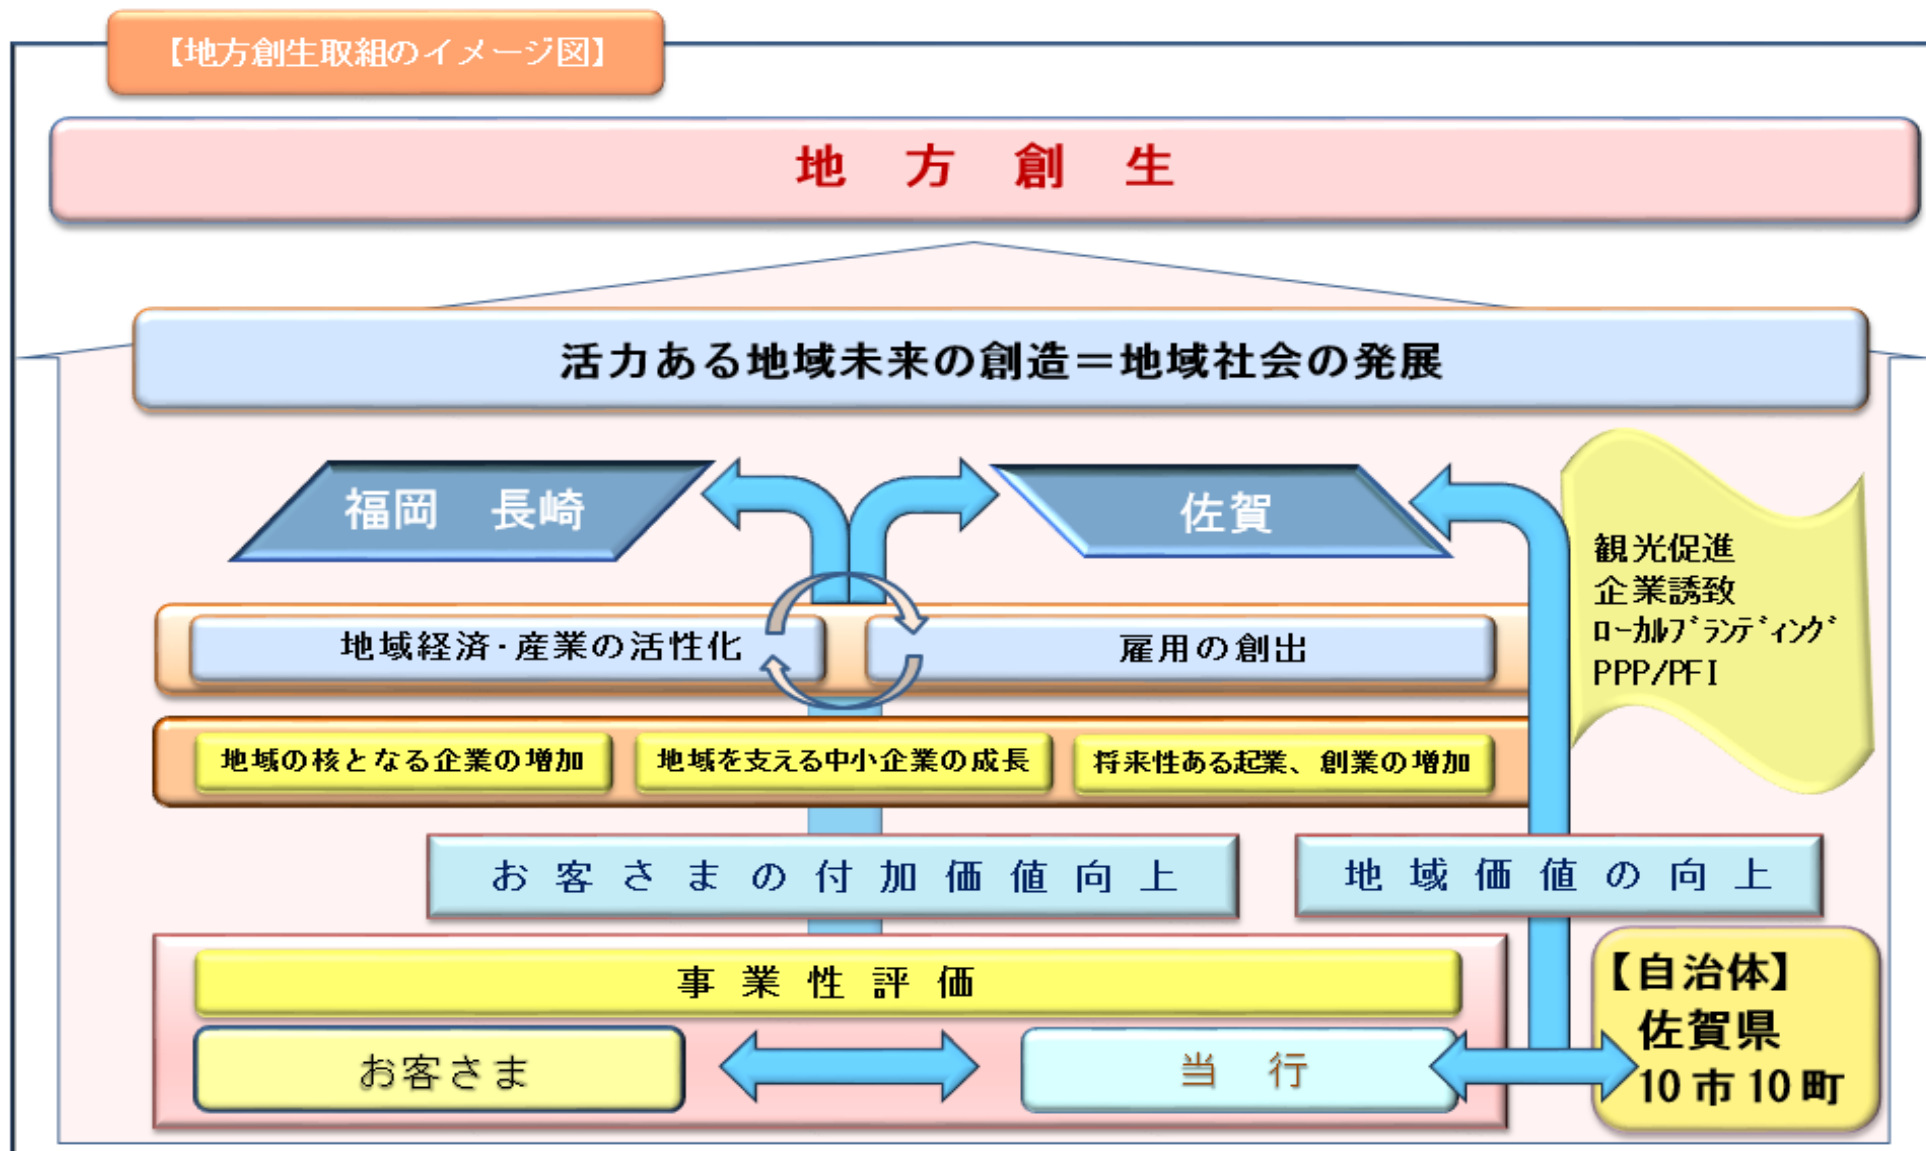 【地方創生取組のイメージ図】
地方創生
活力ある地域未来の創造＝地域社会の発展
福岡　長崎
佐賀
観光促進
企業誘致
ﾛｰｶﾙﾌﾞﾗﾝﾃﾞｨﾝｸﾞ
PPP/PFI
地域経済・産業の活性化
雇用の創出
地域の核となる企業の増加
地域を支える中小企業の成長
将来性ある起業、創業の増加
お客さまの付加価値向上
地域価値の向上
事業性評価
お客さま
当　行
【自治体】
佐賀県
10市10町